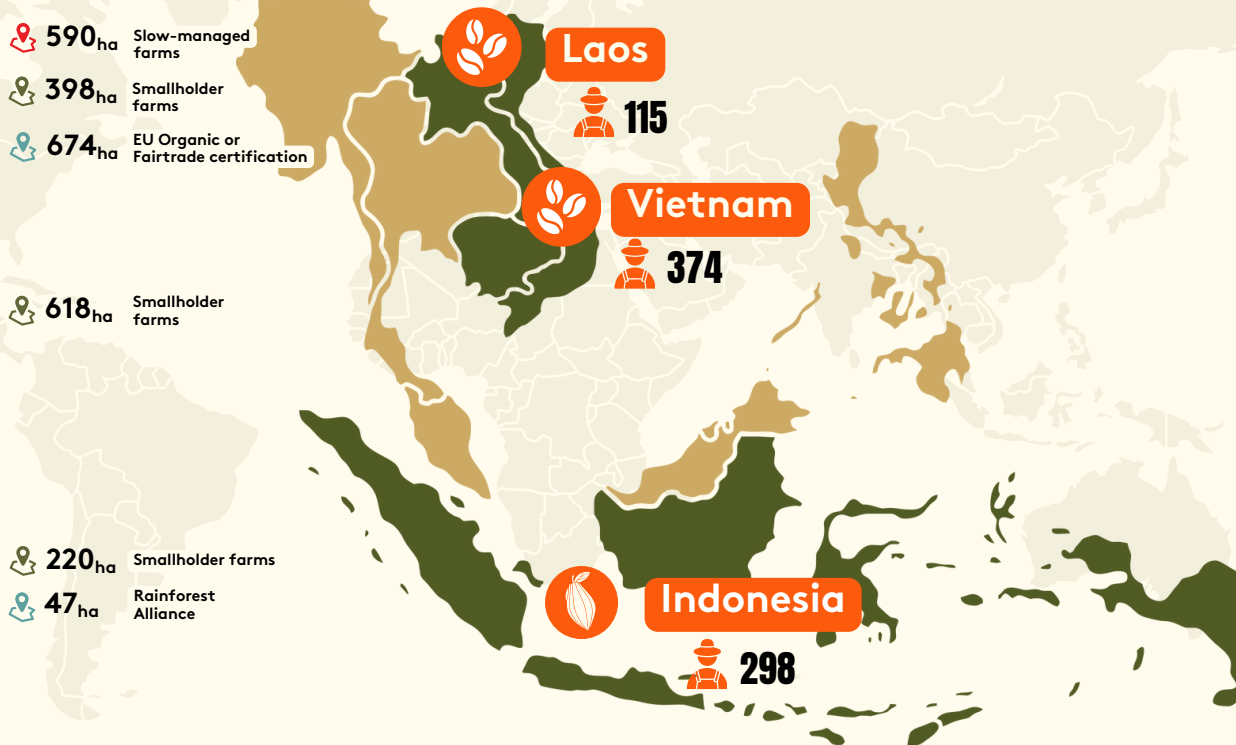 590ha Slow-managed
farms
398ha Smallholder
farms
674ha EU Organic or
Fairtrade certification
Laos
115
Vietnam
374
618ha Smallholder
farms
220ha Smallholder farms
47ha Rainforest
Alliance
Indonesia
298